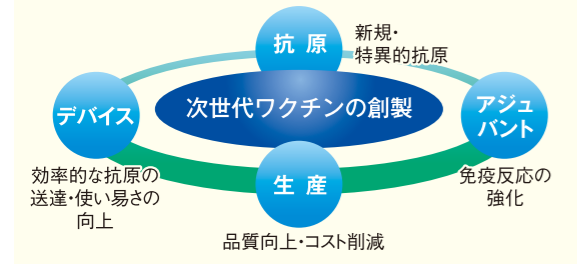 抗原
新規・
特異的抗原
デバイス
次世代ワクチンの創製
アジュ
バント
効率的な抗原の
送達・使い易さの
向上
生産
免疫反応の
強化
品質向上・コスト削減